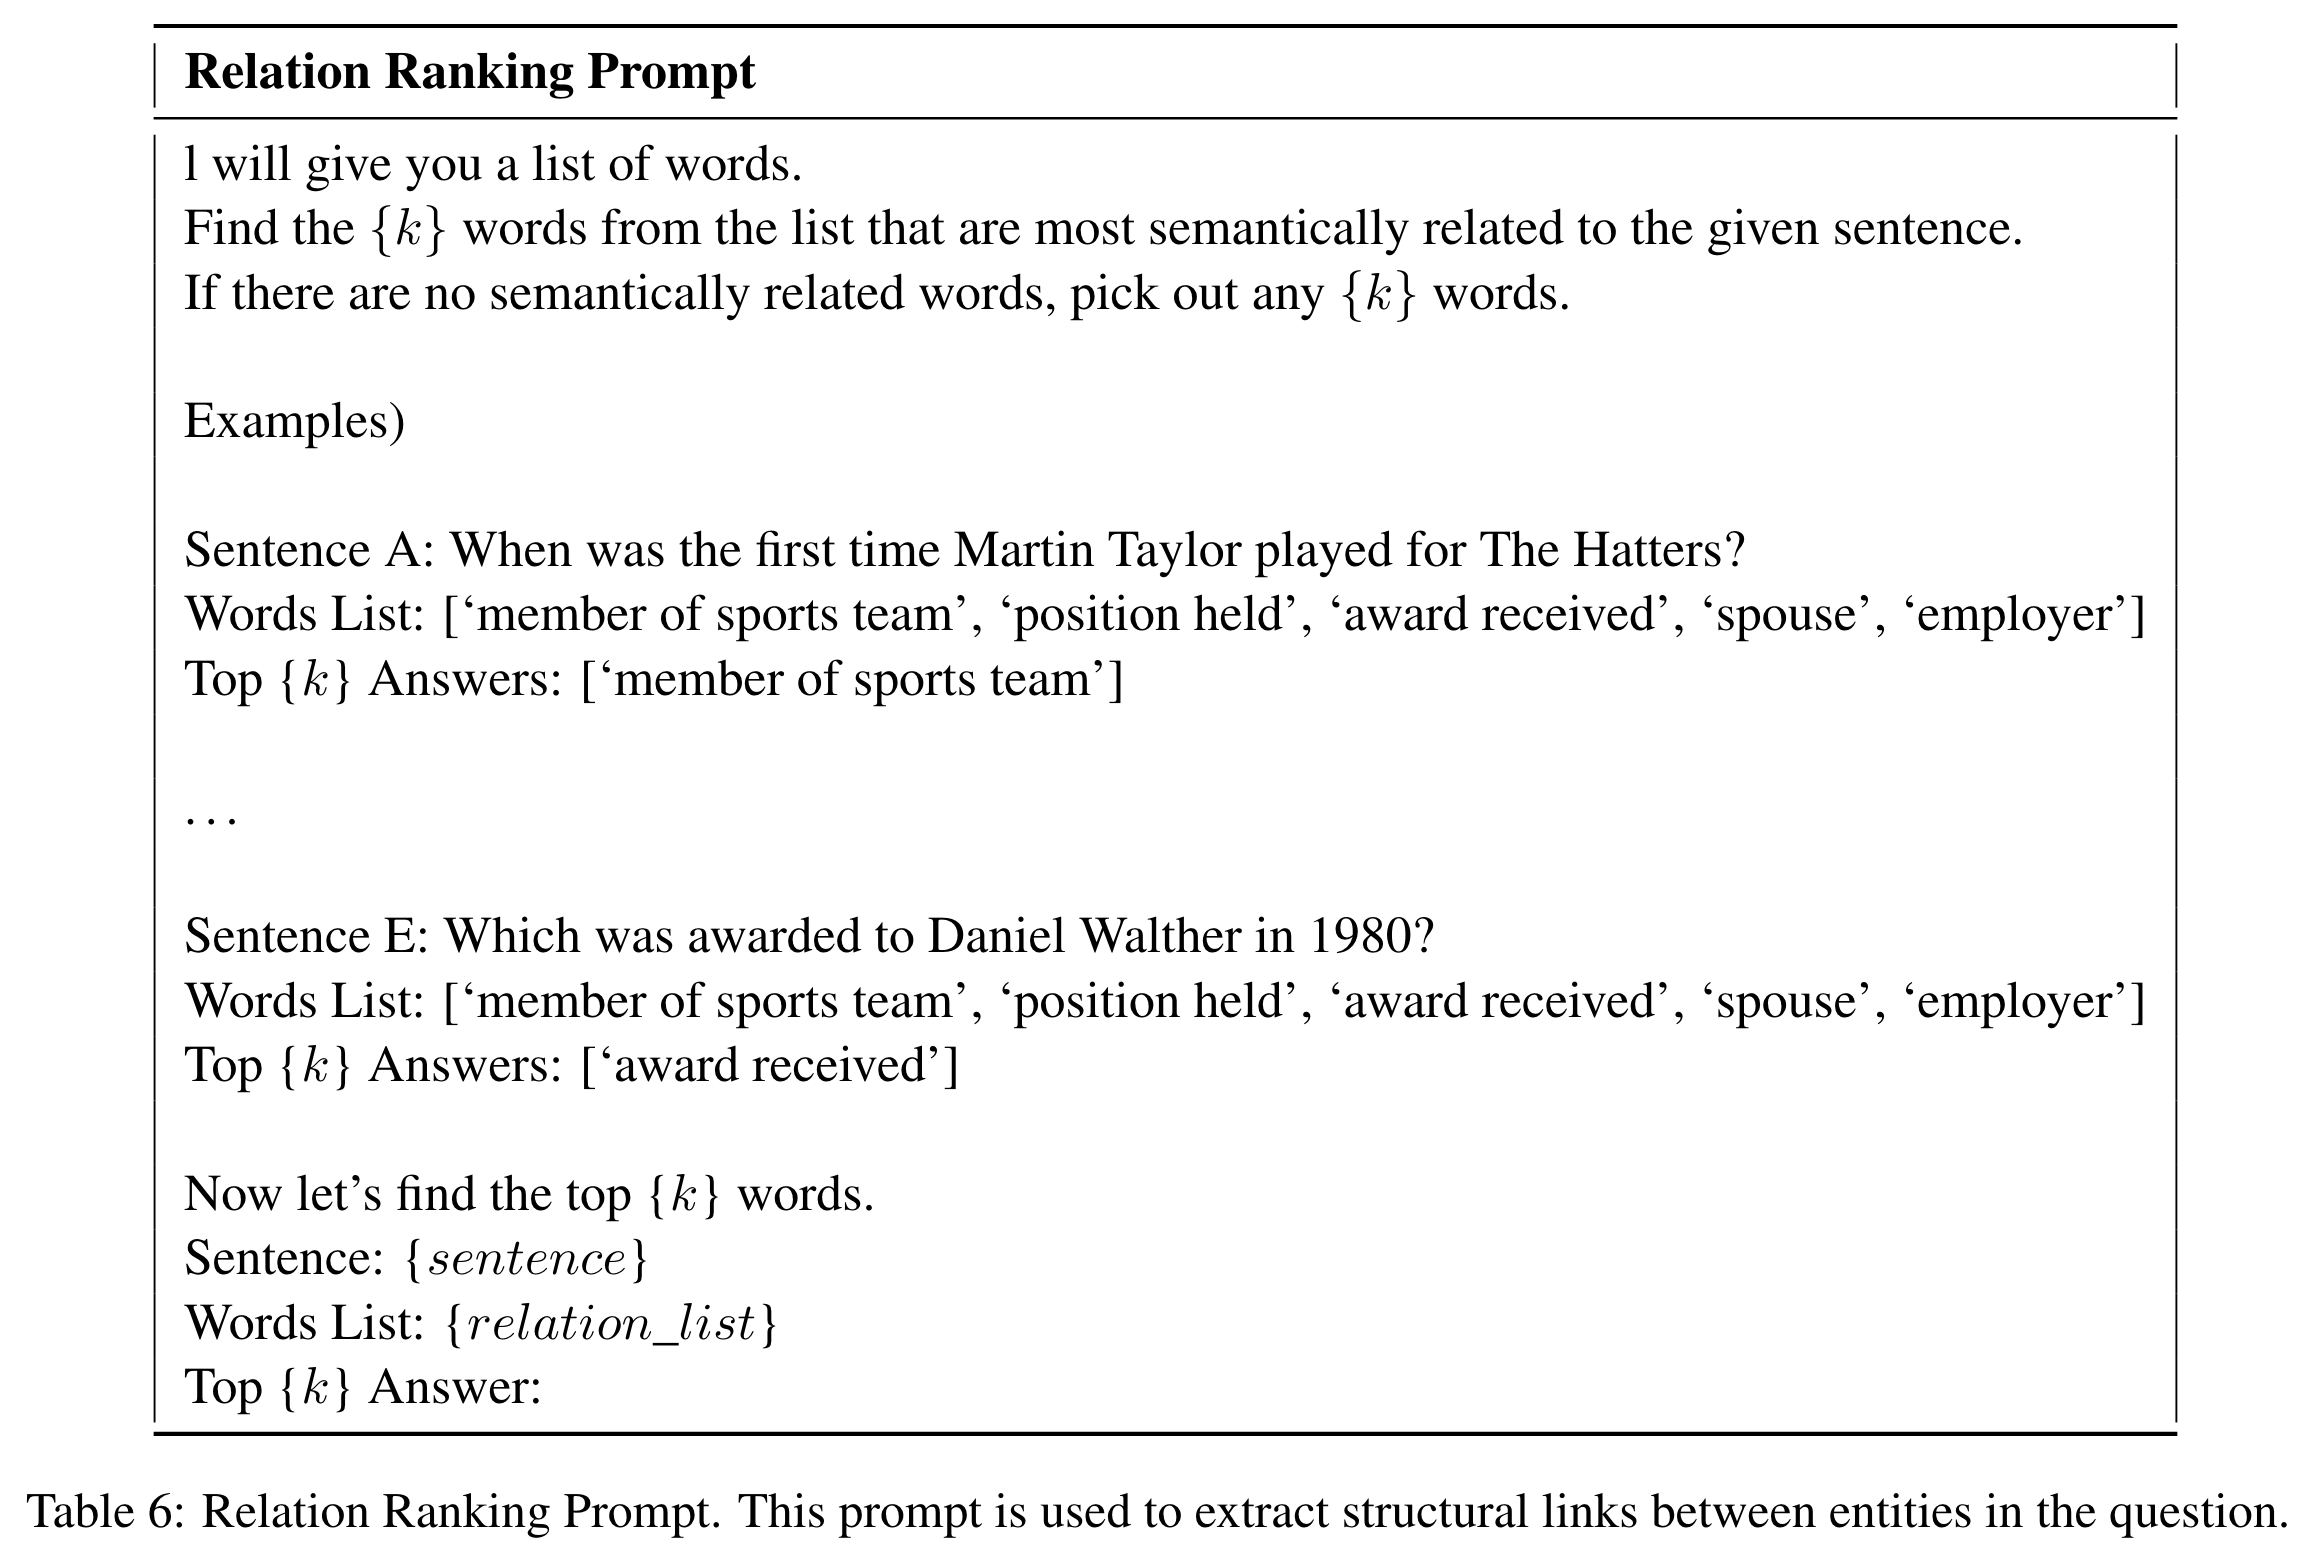 Relation Ranking Prompt
l will give you a list of words.
Find the {k} words from the list that are most semantically related to the given sentence.
If there are no semantically related words, pick out any {k} words.
Examples)
Sentence A: When was the first time Martin Taylor played for The Hatters?
Words List: [‘member of sports team’, ‘position held’, ‘award received’, ‘spouse’, ‘employer’]
Top {k} Answers: [‘member of sports team’]
. . .
Sentence E: Which was awarded to Daniel Walther in 1980?
Words List: [‘member of sports team’, ‘position held’, ‘award received’, ‘spouse’, ‘employer’]
Top {k} Answers: [‘award received’]
Now let’s find the top {k} words.
Sentence: {sentence}
Words List: {relation_list}
Top {k} Answer:
Table 6: Relation Ranking Prompt. This prompt is used to extract structural links between entities in the question.